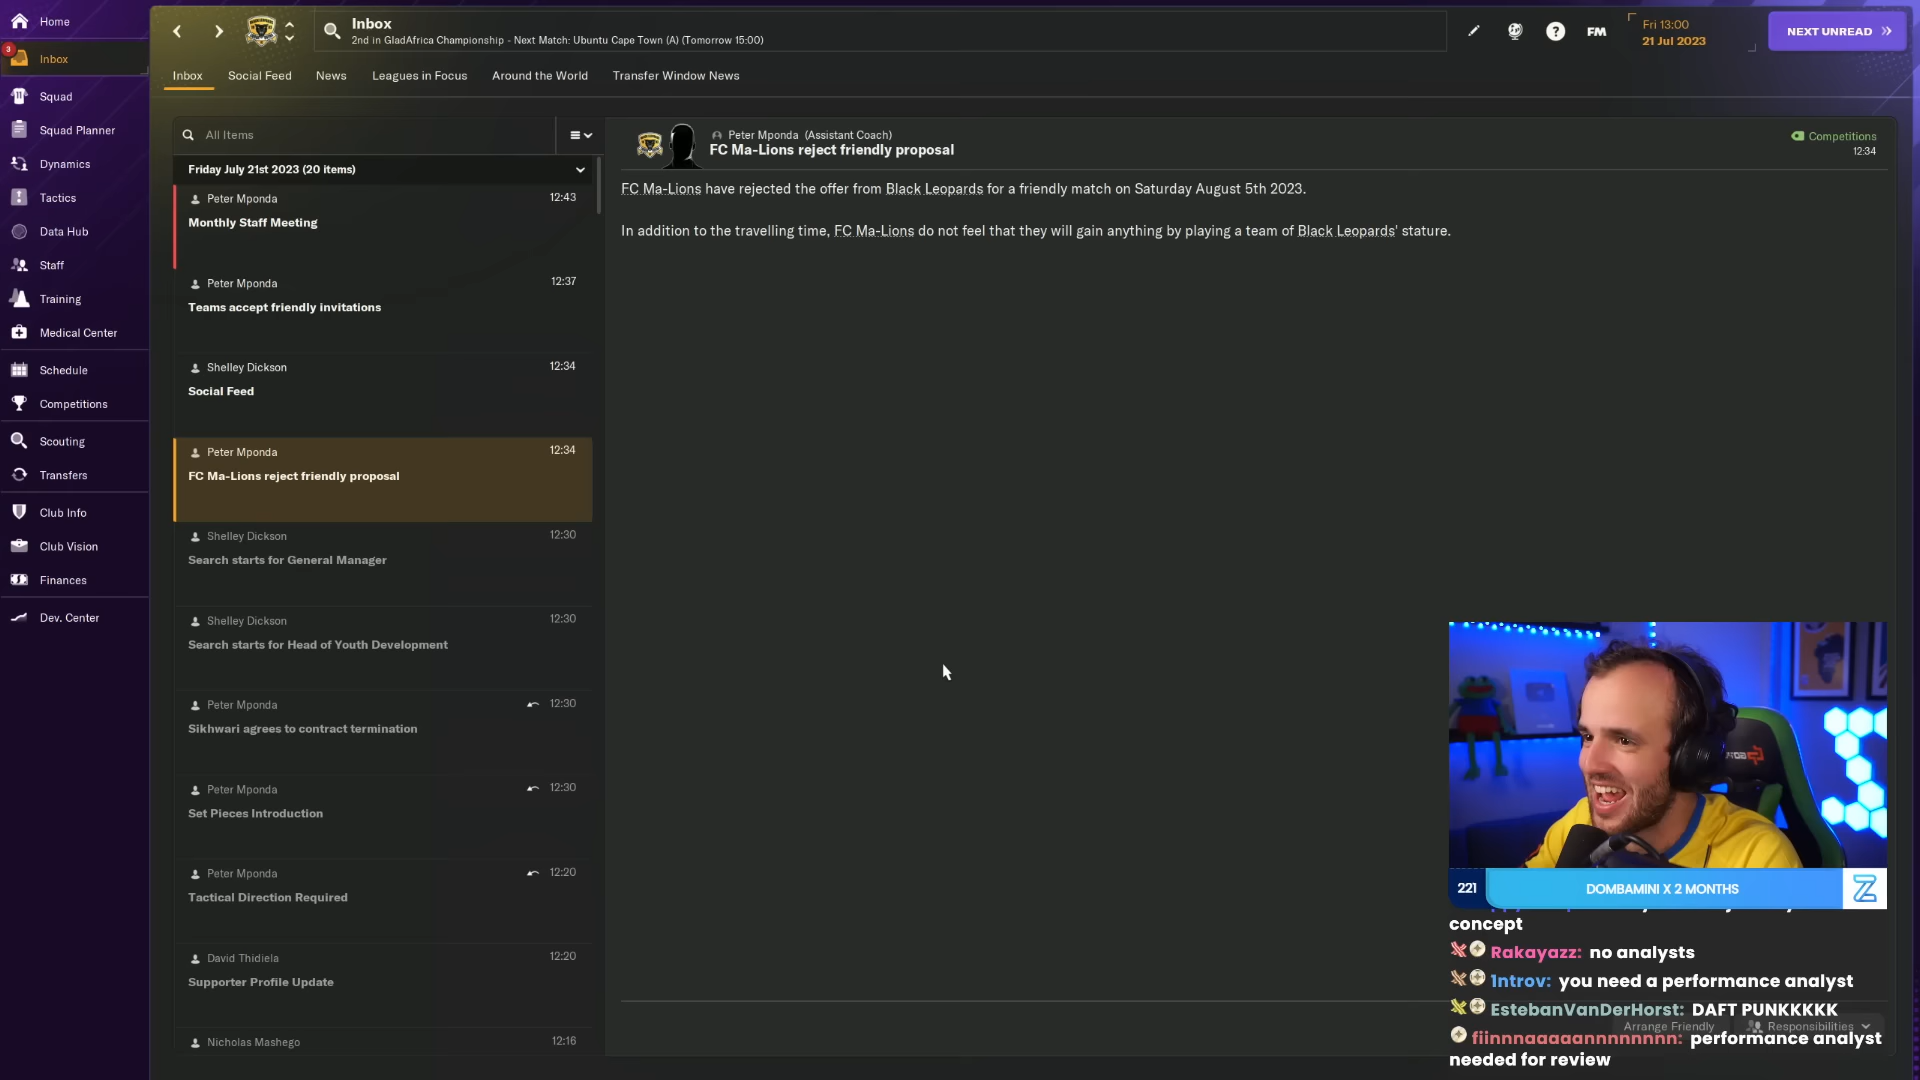 Home
3
Inbox
Squad
Squad Planner
Dynamics
Tactics
Data Hub
Staff
Training
Medical Center
Schedule
Competitions
Scouting
Transfers
Club Info
Club Vision
Finances
Dev. Center
Inbox
2nd in GladAfrica Championship - Next Match: Ubuntu Cape Town (A) (Tomorrow 15:00)
FM
Fri 13:00
21 Jul 2023
NEXT UNREAD
Inbox
Social Feed
News
Leagues in Focus
Around the World
Transfer Window News
All Items
Friday July 21st 2023 (20 items)
Peter Mponda 12:43
Monthly Staff Meeting
Peter Mponda 12:37
Teams accept friendly invitations
Shelley Dickson 12:34
Social Feed
Peter Mponda 12:34
FC Ma-Lions reject friendly proposal
Shelley Dickson 12:30
Search starts for General Manager
Shelley Dickson 12:30
Search starts for Head of Youth Development
Peter Mponda 12:30
Sikhwari agrees to contract termination
Peter Mponda 12:30
Set Pieces Introduction
Peter Mponda 12:20
Tactical Direction Required
David Thidiela 12:20
Supporter Profile Update
Nicholas Mashego 12:16
Peter Mponda (Assistant Coach)
FC Ma-Lions reject friendly proposal
Competitions
12:34
FC Ma-Lions have rejected the offer from Black Leopards for a friendly match on Saturday August 5th 2023.
In addition to the travelling time, FC Ma-Lions do not feel that they will gain anything by playing a team of Black Leopards' stature.
221
DOMBAMINI X 2 MONTHS
Z
concept
Rakayazz: no analysts
1ntrov: you need a performance analyst
EstebanVanDerHorst: DAFT PUNKKKKK
Arrange Friendly
Responsibilities
fiinnnaaaaannnnnnnn: performance analyst
needed for review